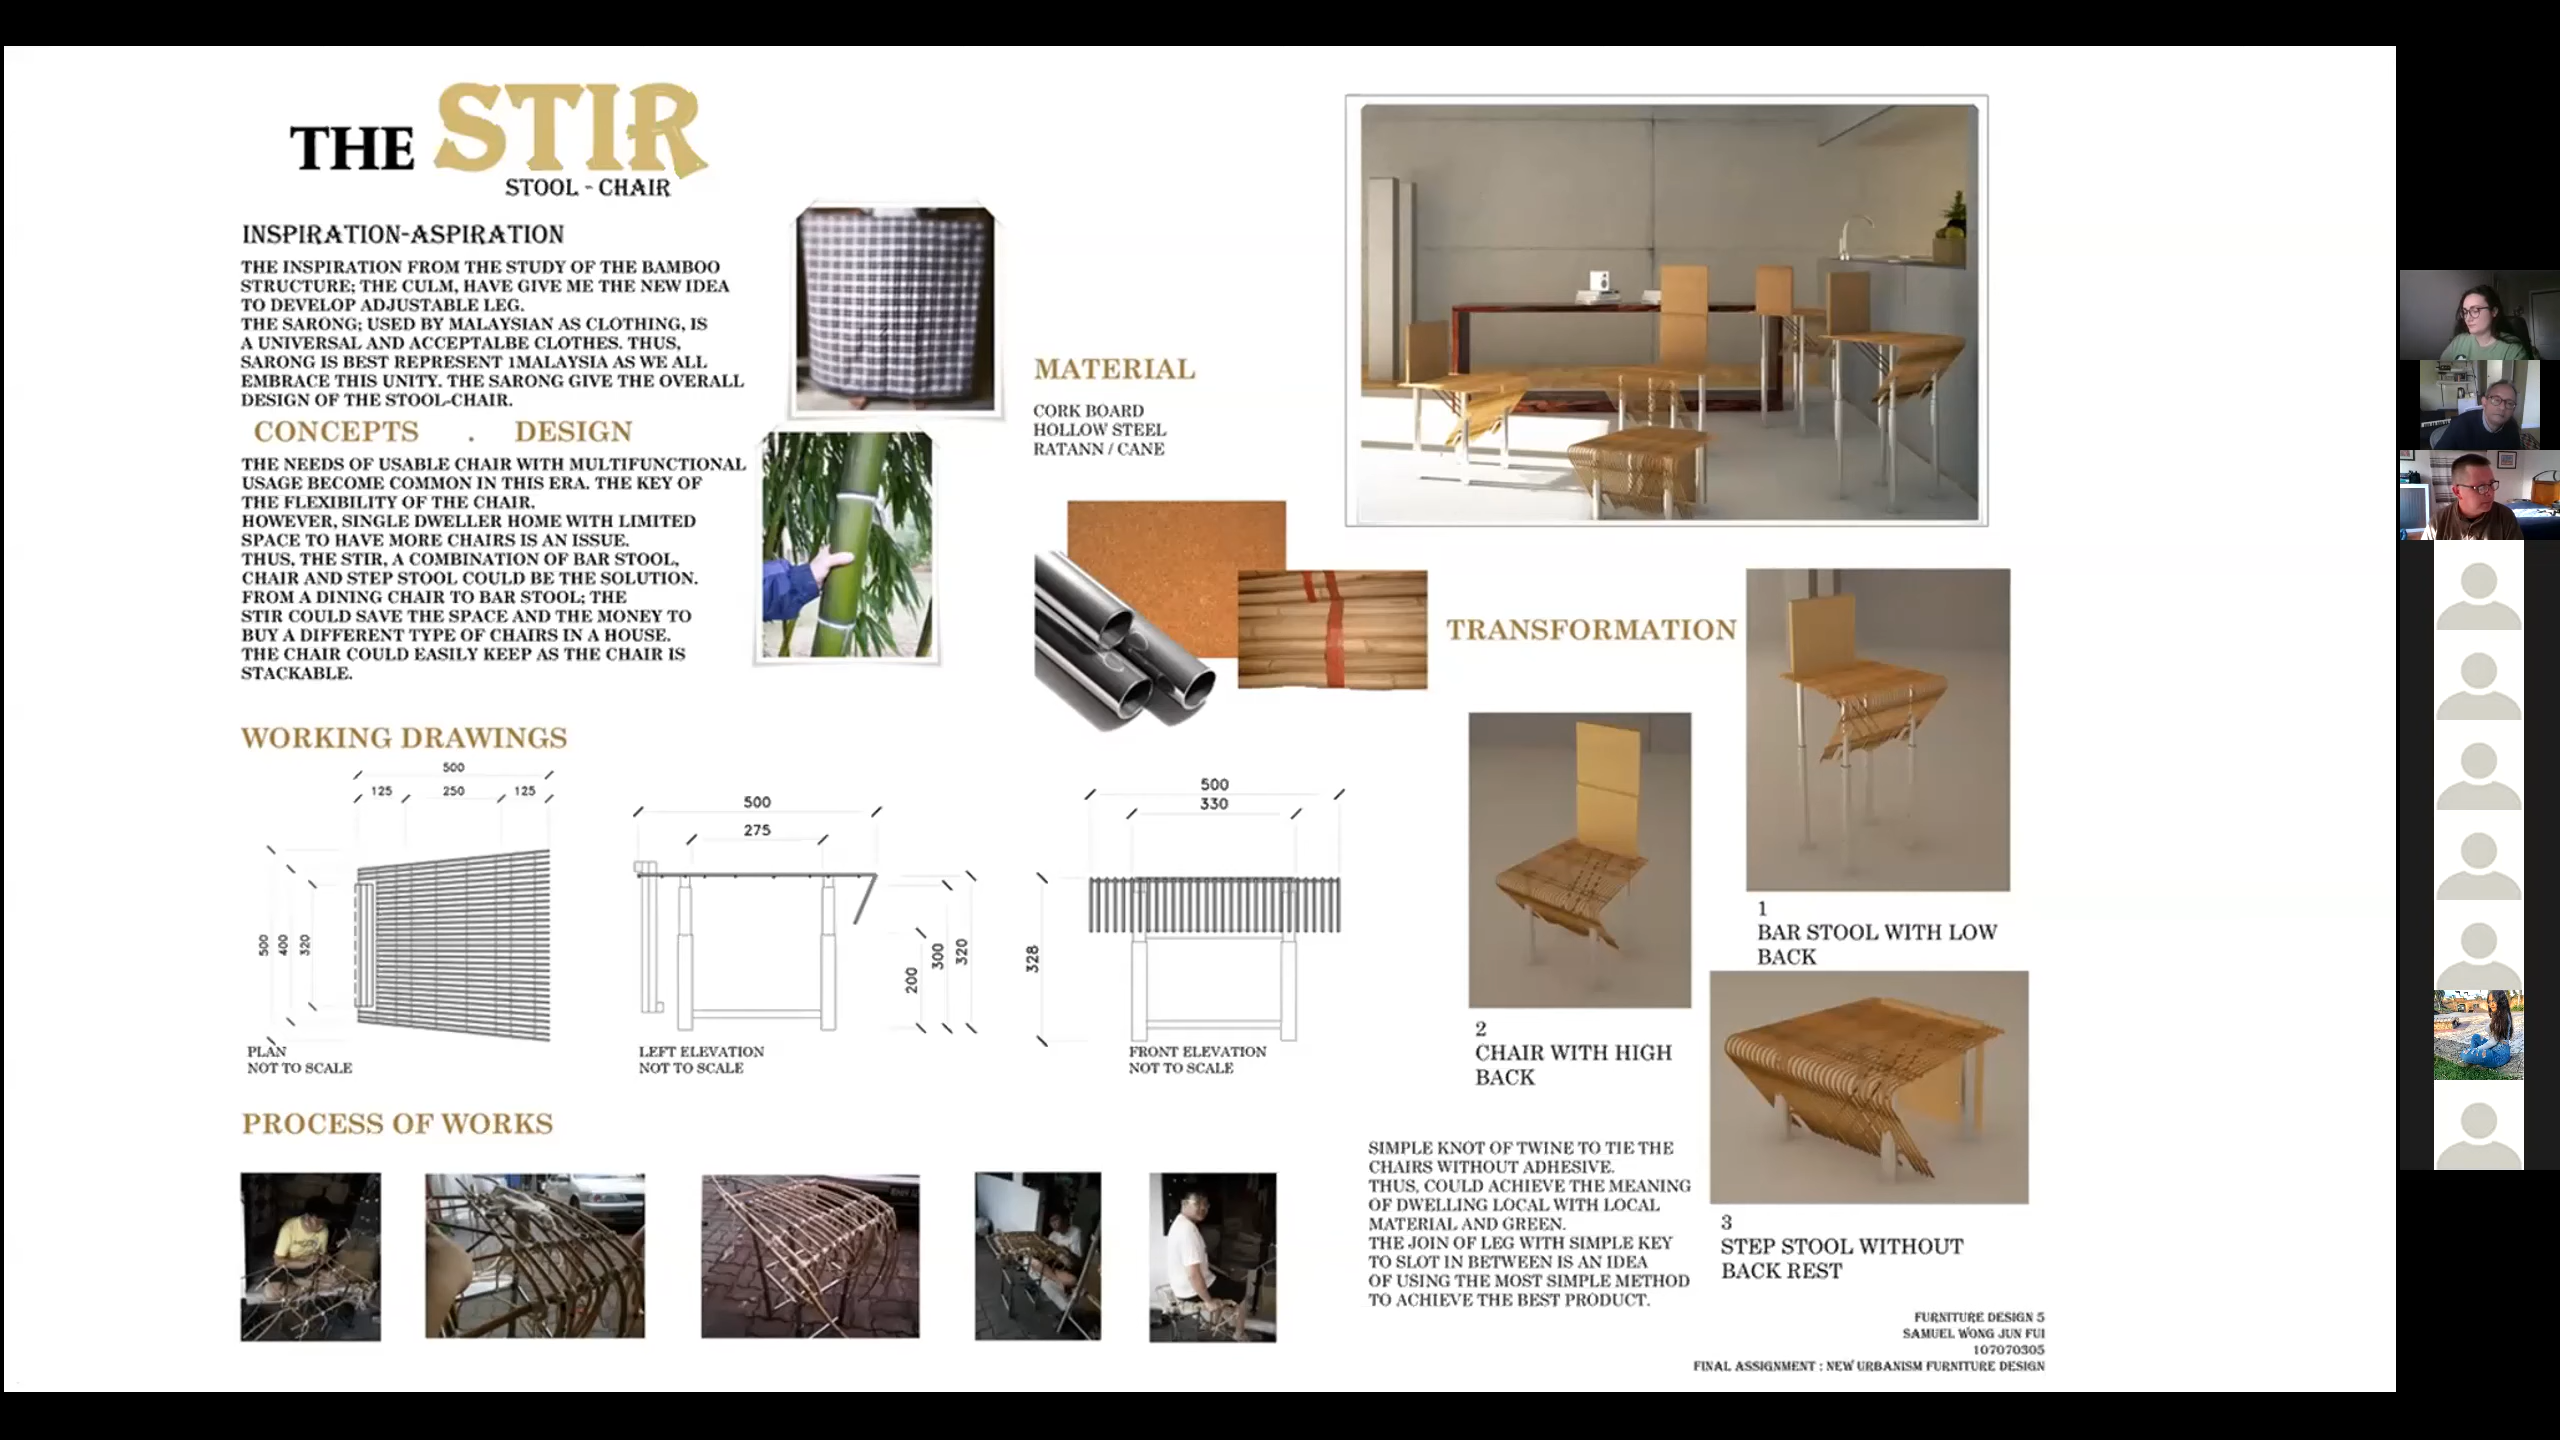 THE STIR
STOOL - CHAIR
INSPIRATION-ASPIRATION
THE INSPIRATION FROM THE STUDY OF THE BAMBOO
STRUCTURE; THE CULM, HAVE GIVE ME THE NEW IDEA
TO DEVELOP ADJUSTABLE LEG.
THE SARONG; USED BY MALAYSIAN AS CLOTHING, IS
A UNIVERSAL AND ACCEPTALBE CLOTHES. THUS,
SARONG IS BEST REPRESENT 1MALAYSIA AS WE ALL
EMBRACE THIS UNITY. THE SARONG GIVE THE OVERALL
DESIGN OF THE STOOL-CHAIR.
CONCEPTS . DESIGN
THE NEEDS OF USABLE CHAIR WITH MULTIFUNCTIONAL
USAGE BECOME COMMON IN THIS ERA. THE KEY OF
THE FLEXIBILITY OF THE CHAIR.
HOWEVER, SINGLE DWELLER HOME WITH LIMITED
SPACE TO HAVE MORE CHAIRS IS AN ISSUE.
THUS, THE STIR, A COMBINATION OF BAR STOOL,
CHAIR AND STEP STOOL COULD BE THE SOLUTION.
FROM A DINING CHAIR TO BAR STOOL; THE
STIR COULD SAVE THE SPACE AND THE MONEY TO
BUY A DIFFERENT TYPE OF CHAIRS IN A HOUSE.
THE CHAIR COULD EASILY KEEP AS THE CHAIR IS
STACKABLE.
MATERIAL
CORK BOARD
HOLLOW STEEL
RATANN / CANE
WORKING DRAWINGS
500
125 250 125
500 400 320
PLAN
NOT TO SCALE
500
275
200 300 320
LEFT ELEVATION
NOT TO SCALE
500
330
328
FRONT ELEVATION
NOT TO SCALE
PROCESS OF WORKS
TRANSFORMATION
1
BAR STOOL WITH LOW
BACK
2
CHAIR WITH HIGH
BACK
3
STEP STOOL WITHOUT
BACK REST
SIMPLE KNOT OF TWINE TO TIE THE
CHAIRS WITHOUT ADHESIVE.
THUS, COULD ACHIEVE THE MEANING
OF DWELLING LOCAL WITH LOCAL
MATERIAL AND GREEN.
THE JOIN OF LEG WITH SIMPLE KEY
TO SLOT IN BETWEEN IS AN IDEA
OF USING THE MOST SIMPLE METHOD
TO ACHIEVE THE BEST PRODUCT.
FURNITURE DESIGN 5
SAMUEL WONG JUN FUI
107070305
FINAL ASSIGNMENT : NEW URBANISM FURNITURE DESIGN